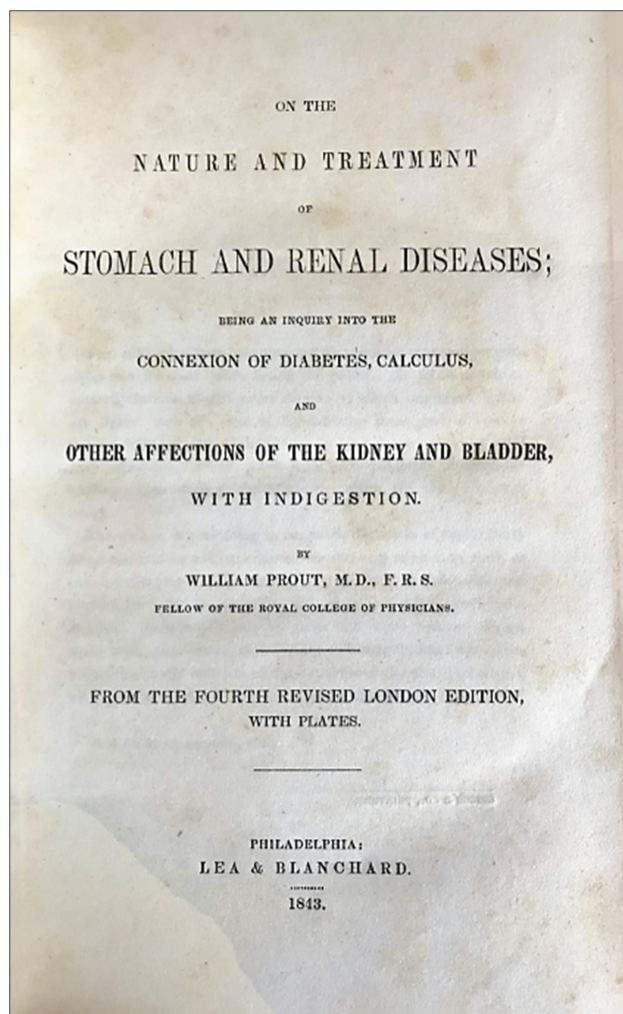 ON THE
NATURE AND TREATMENT
OF
STOMACH AND RENAL DISEASES;
BEING AN INQUIRY INTO THE
CONNEXION OF DIABETES, CALCULUS,
AND
OTHER AFFECTIONS OF THE KIDNEY AND BLADDER,
WITH INDIGESTION.
BY
WILLIAM PROUT, M.D., F.R.S.
FELLOW OF THE ROYAL COLLEGE OF PHYSICIANS.
FROM THE FOURTH REVISED LONDON EDITION,
WITH PLATES.
PHILADELPHIA:
LEA & BLANCHARD.
1843.